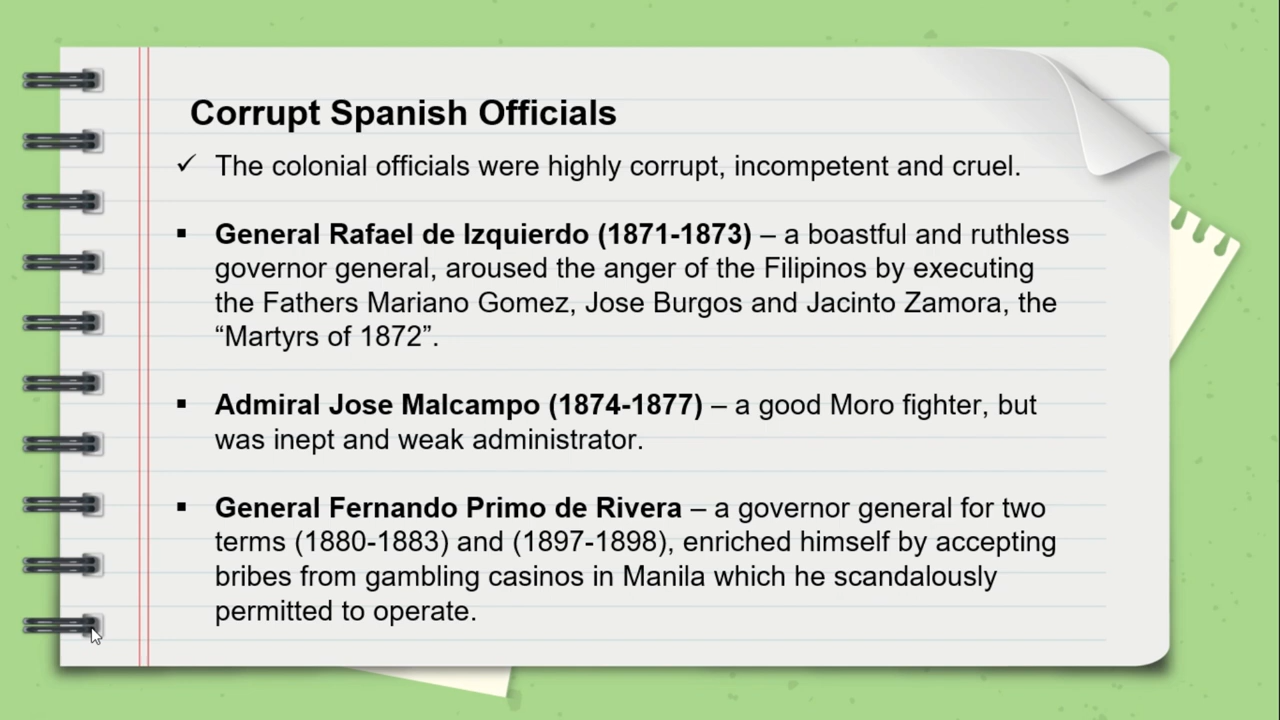 Corrupt Spanish Officials
✓ The colonial officials were highly corrupt, incompetent and cruel.
▪ General Rafael de Izquierdo (1871-1873) – a boastful and ruthless
governor general, aroused the anger of the Filipinos by executing
the Fathers Mariano Gomez, Jose Burgos and Jacinto Zamora, the
“Martyrs of 1872”.
▪ Admiral Jose Malcampo (1874-1877) – a good Moro fighter, but
was inept and weak administrator.
▪ General Fernando Primo de Rivera – a governor general for two
terms (1880-1883) and (1897-1898), enriched himself by accepting
bribes from gambling casinos in Manila which he scandalously
permitted to operate.